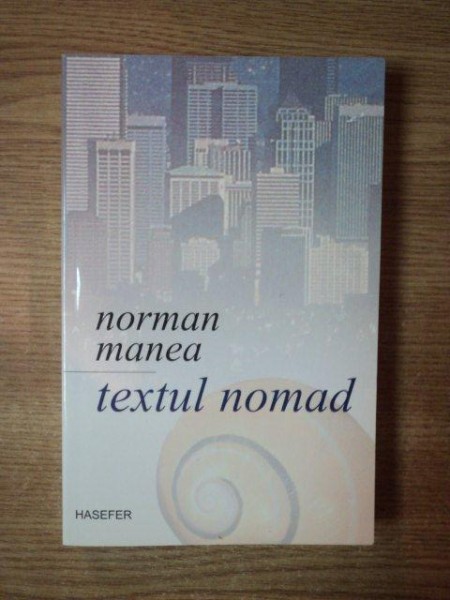 norman
manea
textul nomad
HASEFER